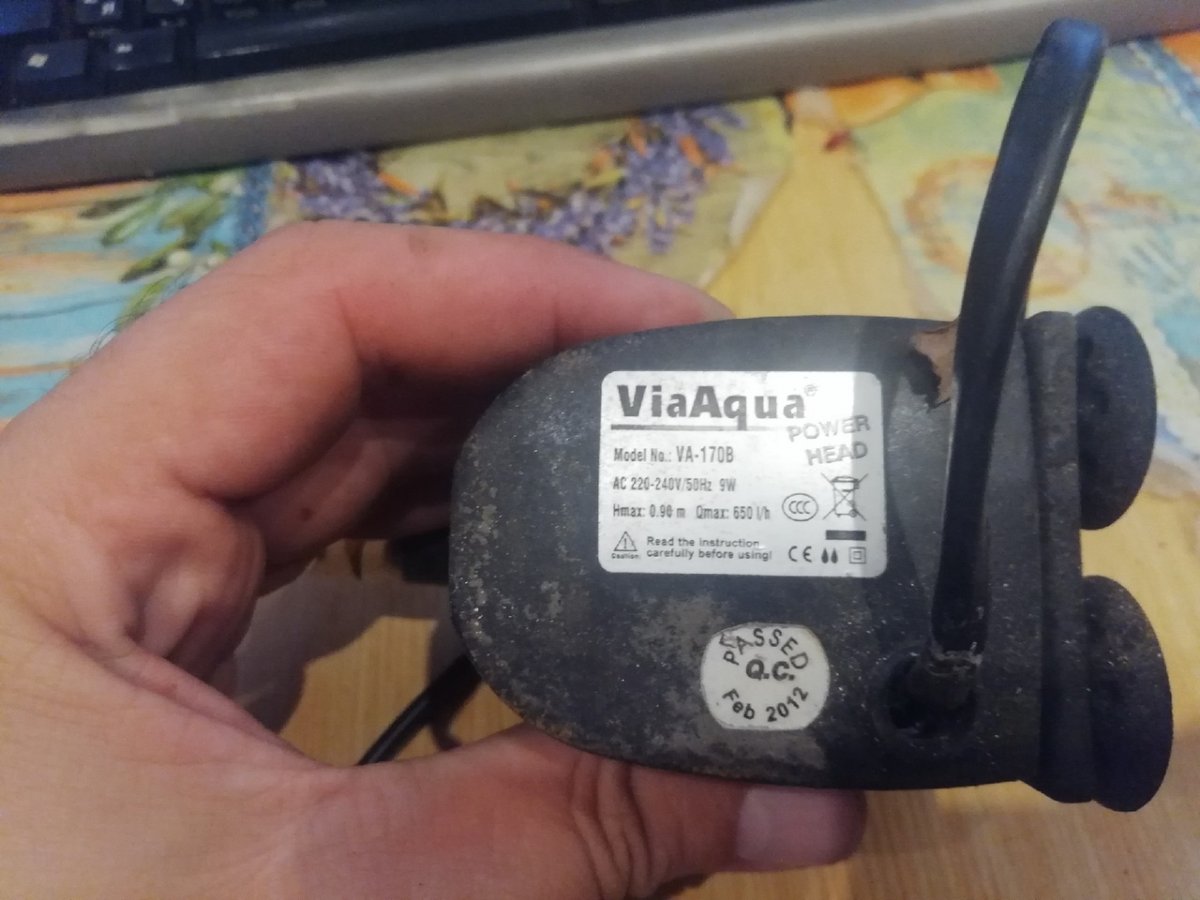 ViaAqua®
POWER
HEAD
Model No.: VA-170B
AC 220-240V/50Hz 9W
Hmax: 0.90 m Qmax: 650 l/h
CCC
Caution
Read the instruction
carefully before using!
CE
PASSED
Q.C.
Feb 2012